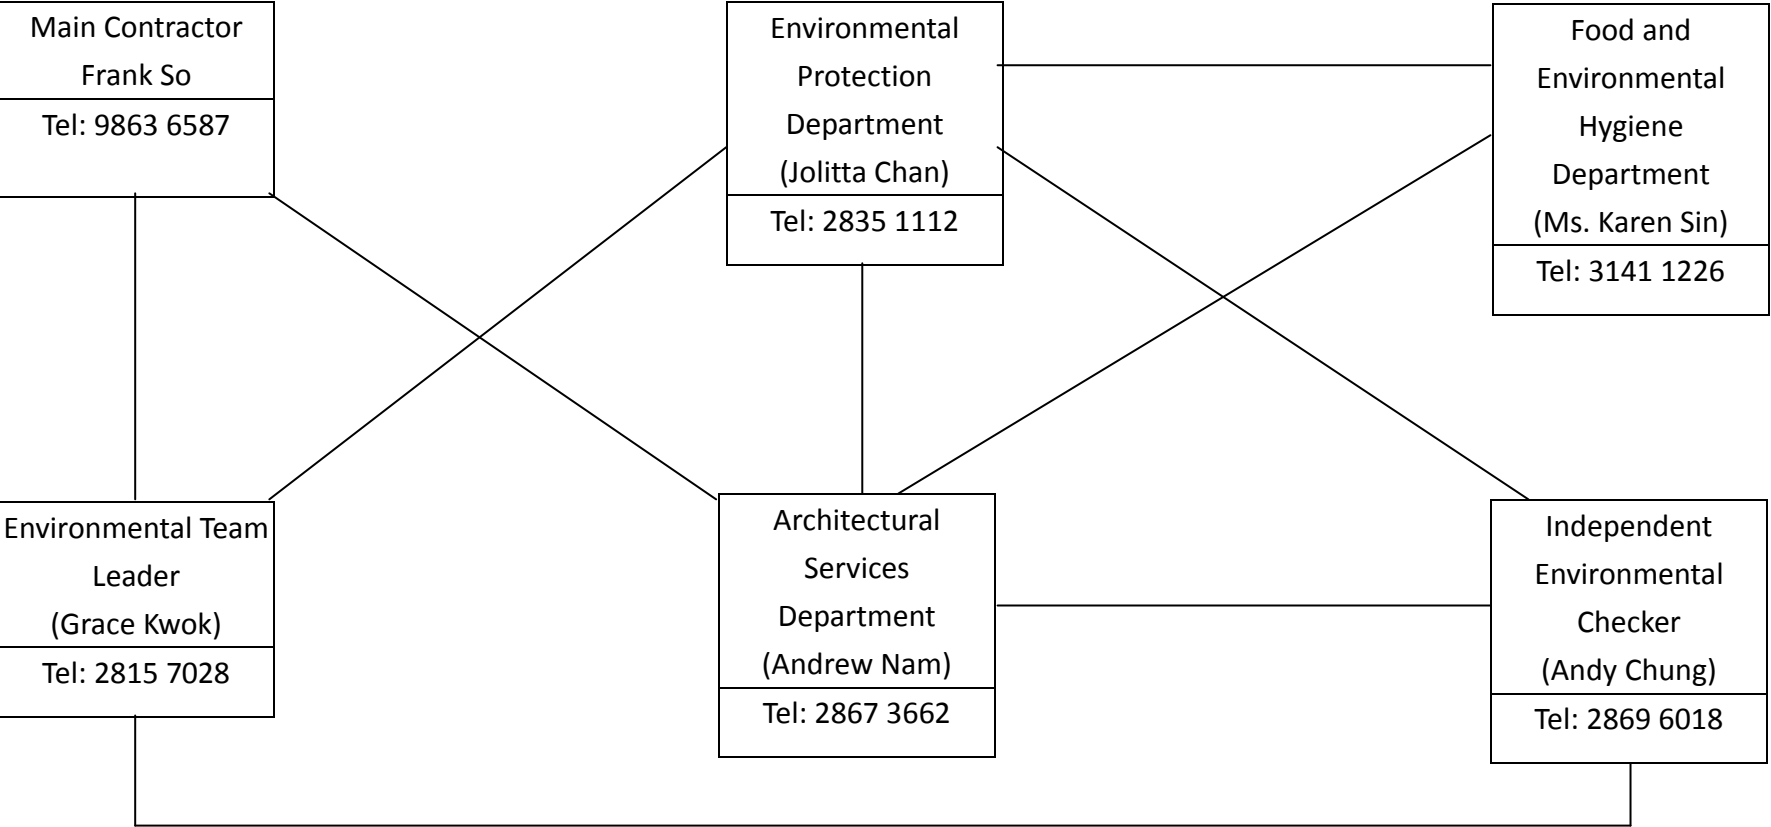 Main Contractor
Frank So
Tel: 9863 6587
Environmental
Protection
Department
(Jolitta Chan)
Tel: 2835 1112
Food and
Environmental
Hygiene
Department
(Ms. Karen Sin)
Tel: 3141 1226
Environmental Team
Leader
(Grace Kwok)
Tel: 2815 7028
Architectural
Services
Department
(Andrew Nam)
Tel: 2867 3662
Independent
Environmental
Checker
(Andy Chung)
Tel: 2869 6018